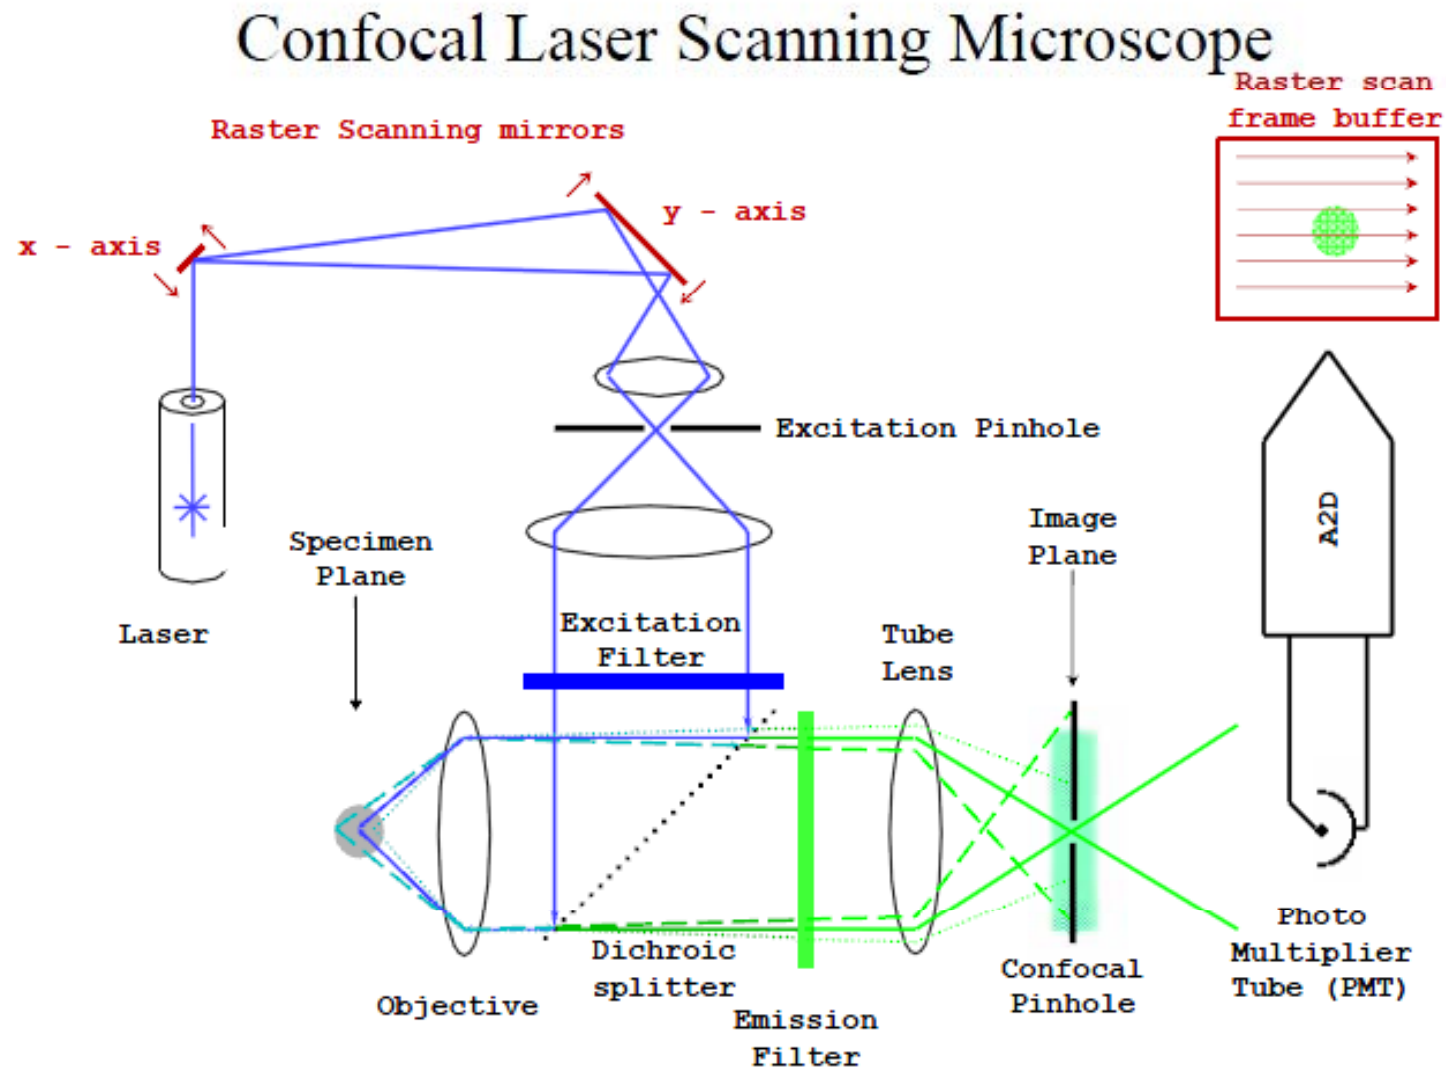 Confocal Laser Scanning Microscope
Raster scan
frame buffer
Raster Scanning mirrors
y - axis
x - axis
Excitation Pinhole
A2D
Image
Plane
Specimen
Plane
Laser
Excitation
Filter
Tube
Lens
Dichroic
splitter
Objective
Emission
Filter
Confocal
Pinhole
Photo
Multiplier
Tube (PMT)